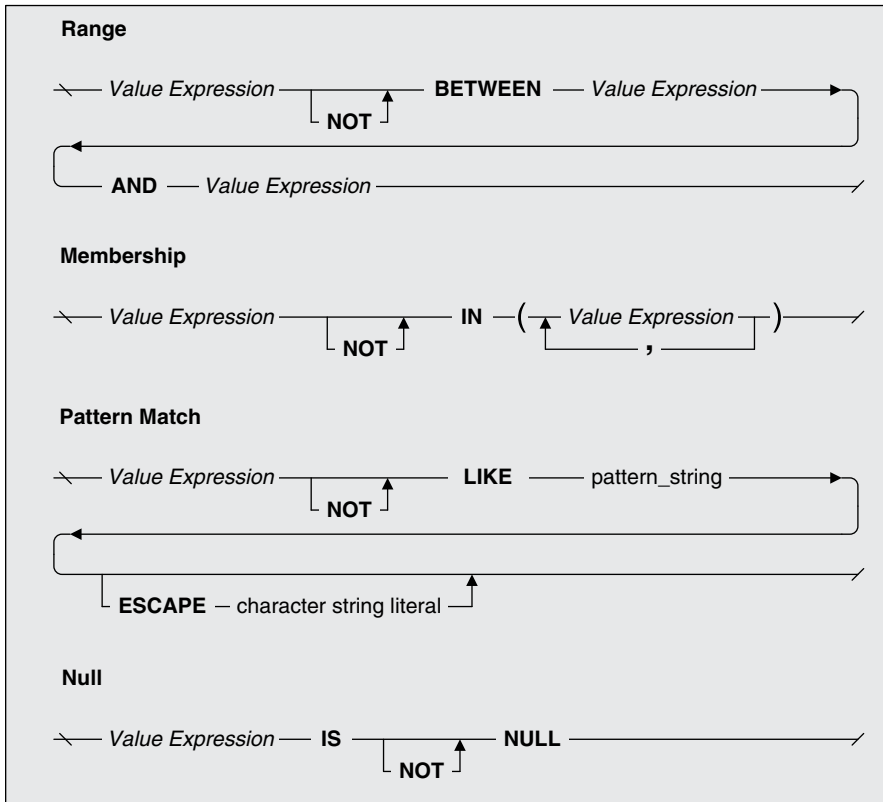 Range
Value Expression BETWEEN Value Expression
NOT
AND Value Expression
Membership
Value Expression IN ( Value Expression )
NOT ,
Pattern Match
Value Expression LIKE pattern_string
NOT
ESCAPE character string literal
Null
Value Expression IS NULL
NOT